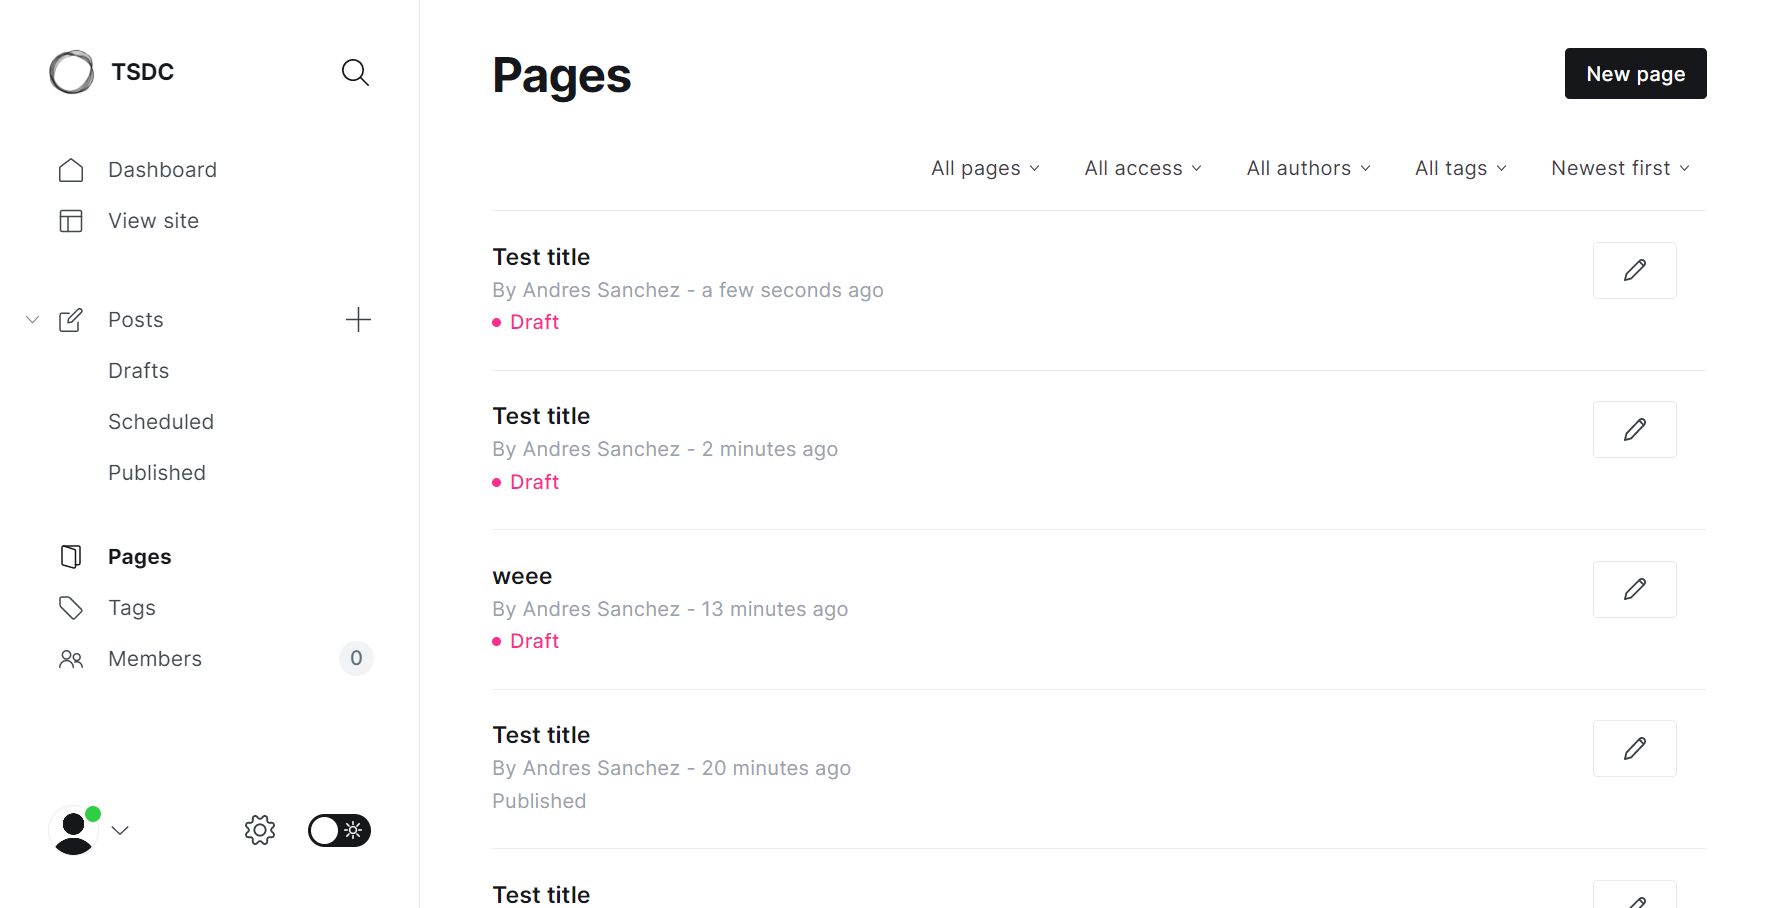 TSDC
Dashboard
View site
Posts
Drafts
Scheduled
Published
Pages
Tags
Members 0
Pages
New page
All pages All access All authors All tags Newest first
Test title
By Andres Sanchez - a few seconds ago
Draft
Test title
By Andres Sanchez - 2 minutes ago
Draft
weee
By Andres Sanchez - 13 minutes ago
Draft
Test title
By Andres Sanchez - 20 minutes ago
Published
Test title